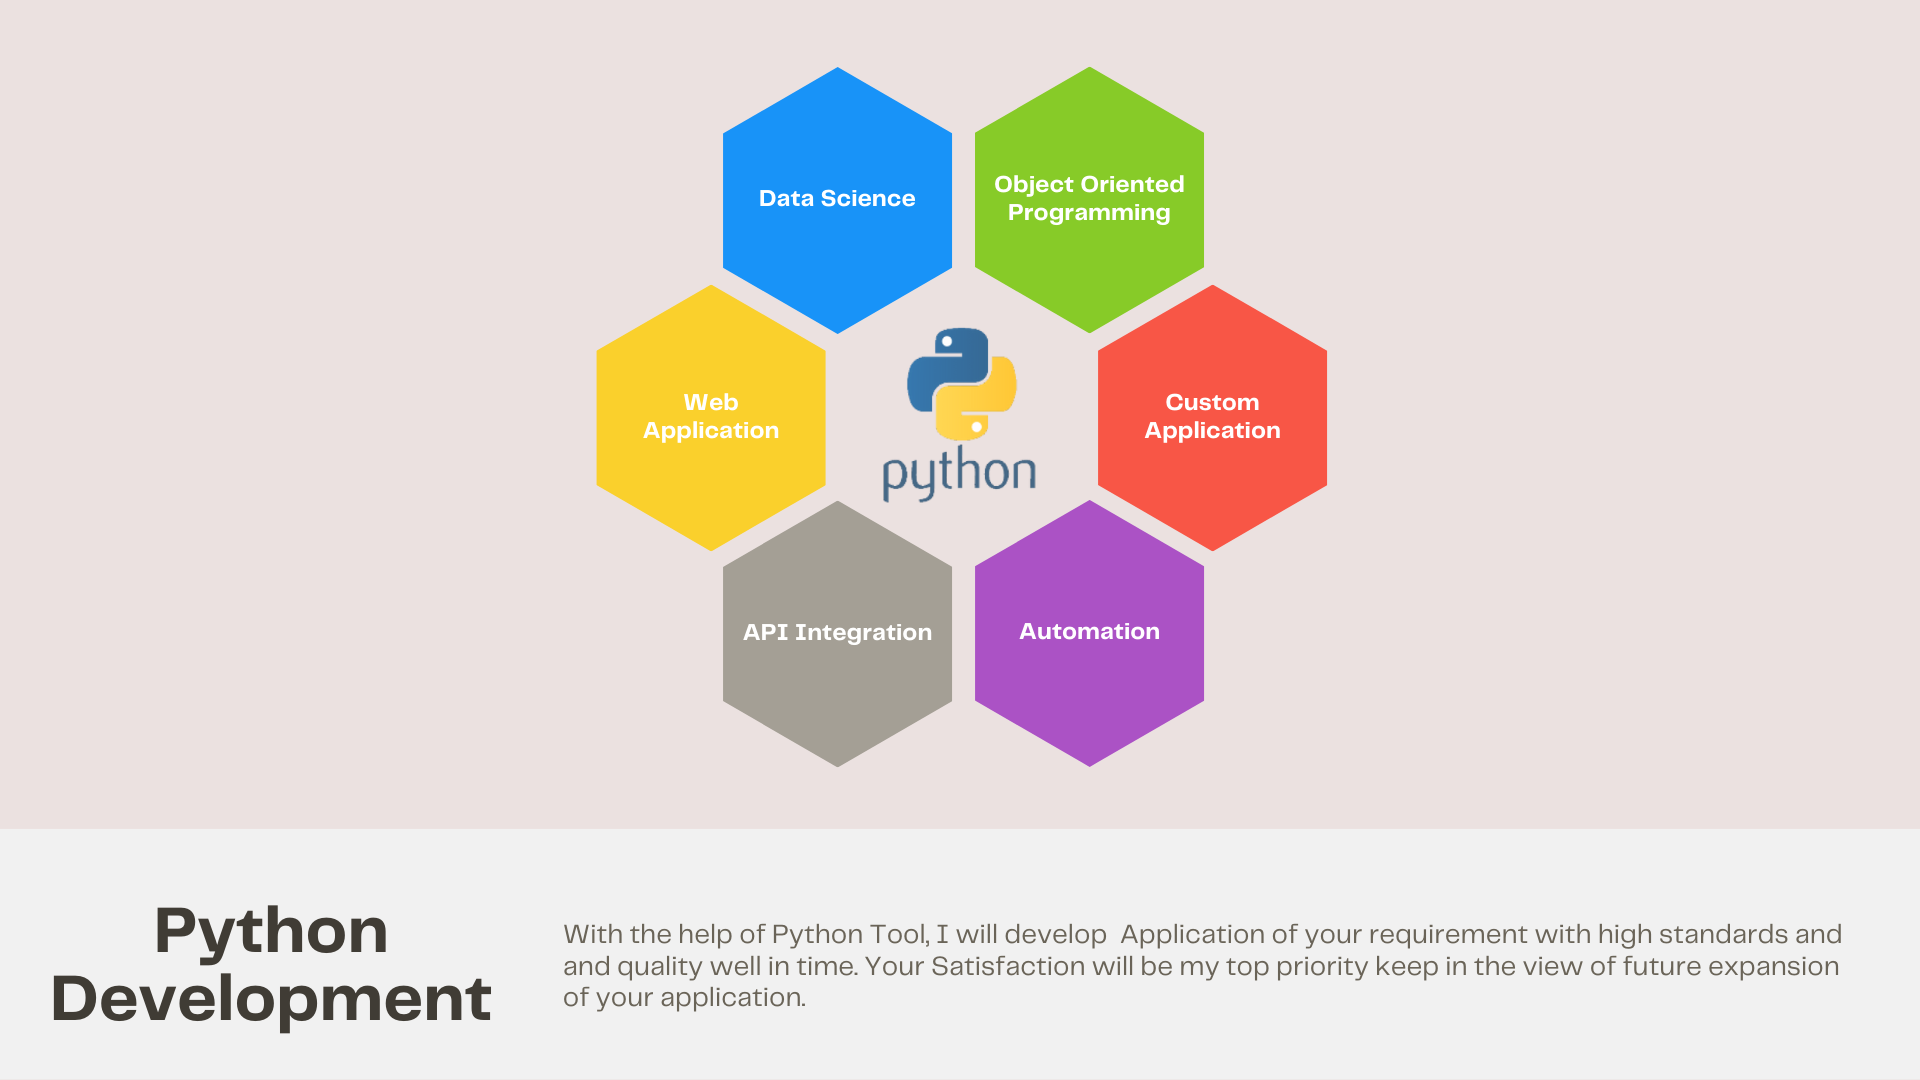 Data Science
Object Oriented
Programming
Web
Application
python
Custom
Application
API Integration
Automation
Python
Development
With the help of Python Tool, I will develop  Application of your requirement with high standards and
and quality well in time. Your Satisfaction will be my top priority keep in the view of future expansion
of your application.